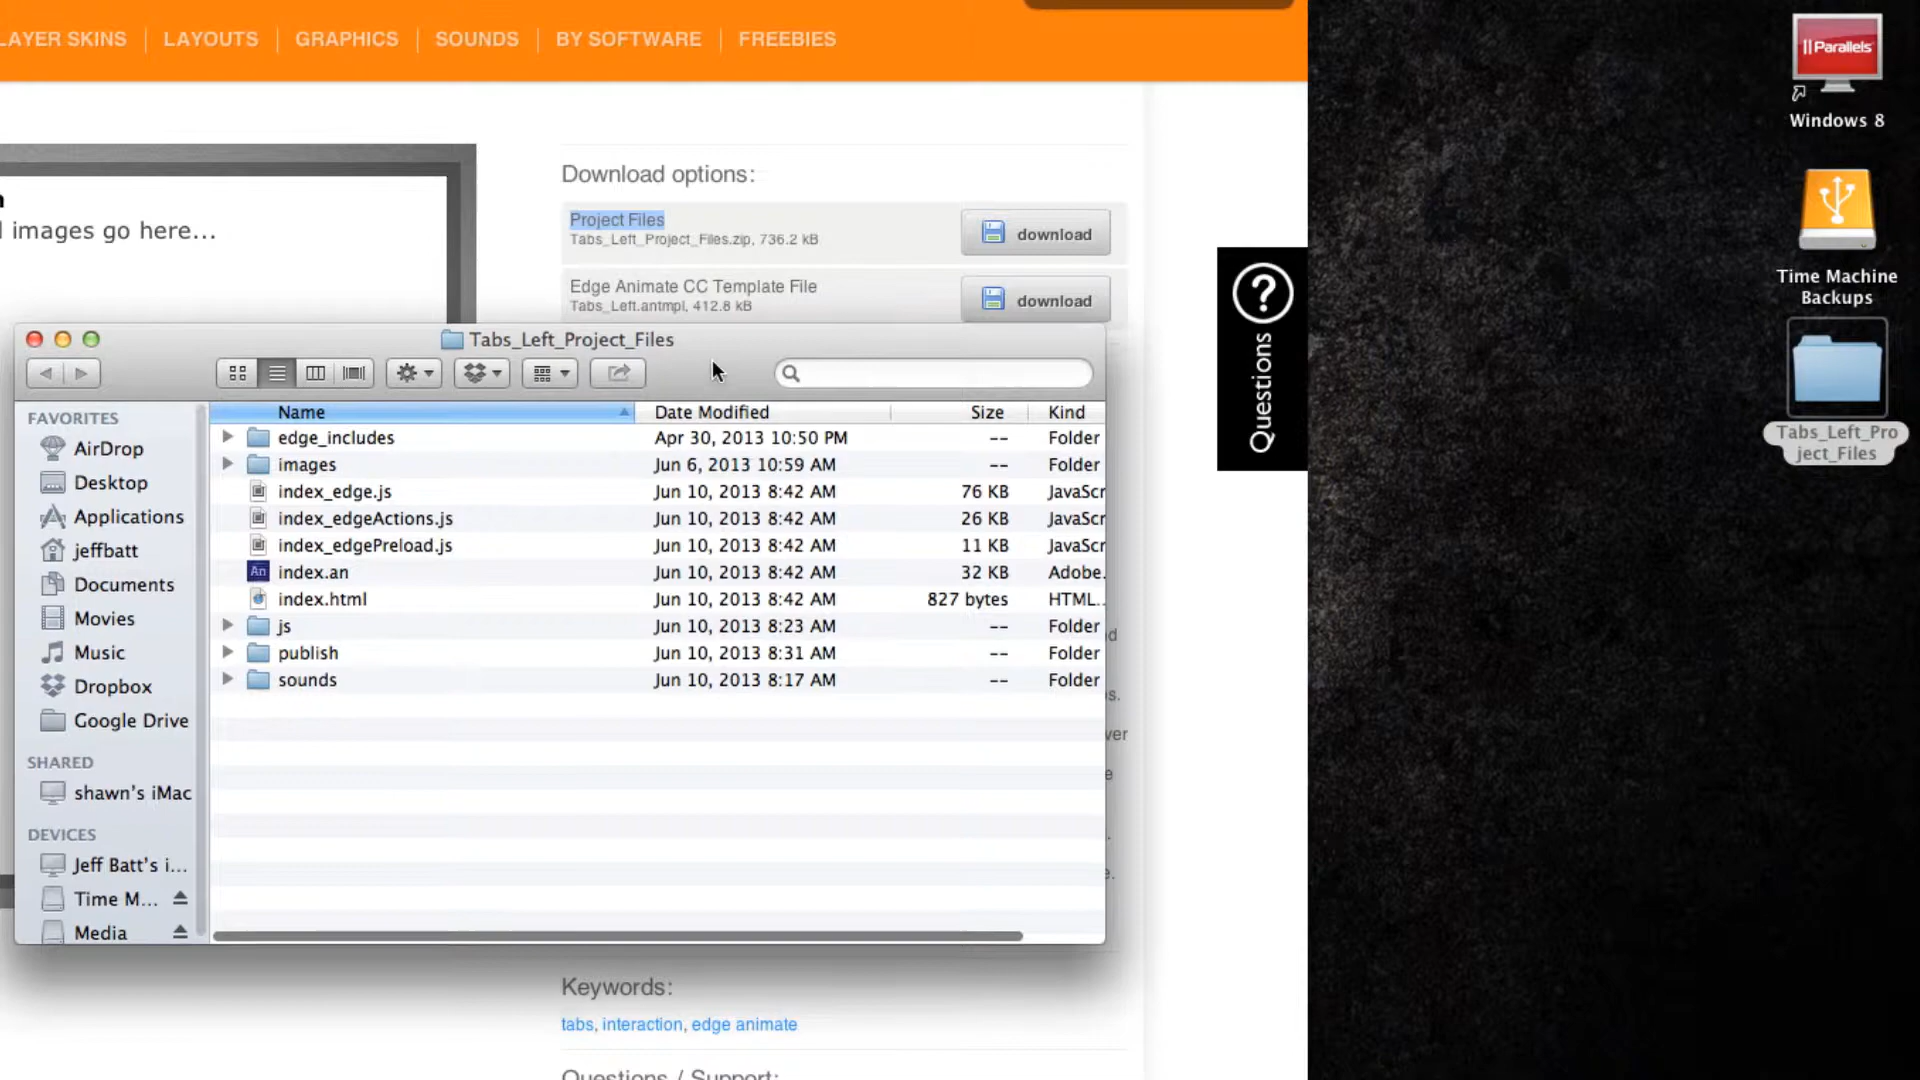 LAYER SKINS LAYOUTS GRAPHICS SOUNDS BY SOFTWARE FREEBIES
images go here...
Download options:
Project Files
Tabs_Left_Project_Files.zip, 736.2 kB
download
Edge Animate CC Template File
Tabs_Left.antmpl, 412.8 kB
download
Questions
Tabs_Left_Project_Files
Name Date Modified Size Kind
edge_includes Apr 30, 2013 10:50 PM -- Folder
images Jun 6, 2013 10:59 AM -- Folder
index_edge.js Jun 10, 2013 8:42 AM 76 KB JavaScr
index_edgeActions.js Jun 10, 2013 8:42 AM 26 KB JavaScr
index_edgePreload.js Jun 10, 2013 8:42 AM 11 KB JavaScr
An index.an Jun 10, 2013 8:42 AM 32 KB Adobe.
index.html Jun 10, 2013 8:42 AM 827 bytes HTML..
js Jun 10, 2013 8:23 AM -- Folder
publish Jun 10, 2013 8:31 AM -- Folder
sounds Jun 10, 2013 8:17 AM -- Folder
FAVORITES
AirDrop
Desktop
Applications
jeffbatt
Documents
Movies
Music
Dropbox
Google Drive
SHARED
shawn's iMac
DEVICES
Jeff Batt's i...
Time M...
Media
Keywords:
tabs, interaction, edge animate
Questions / Support:
Parallels
Windows 8
Time Machine
Backups
Tabs_Left_Pro
ject_Files